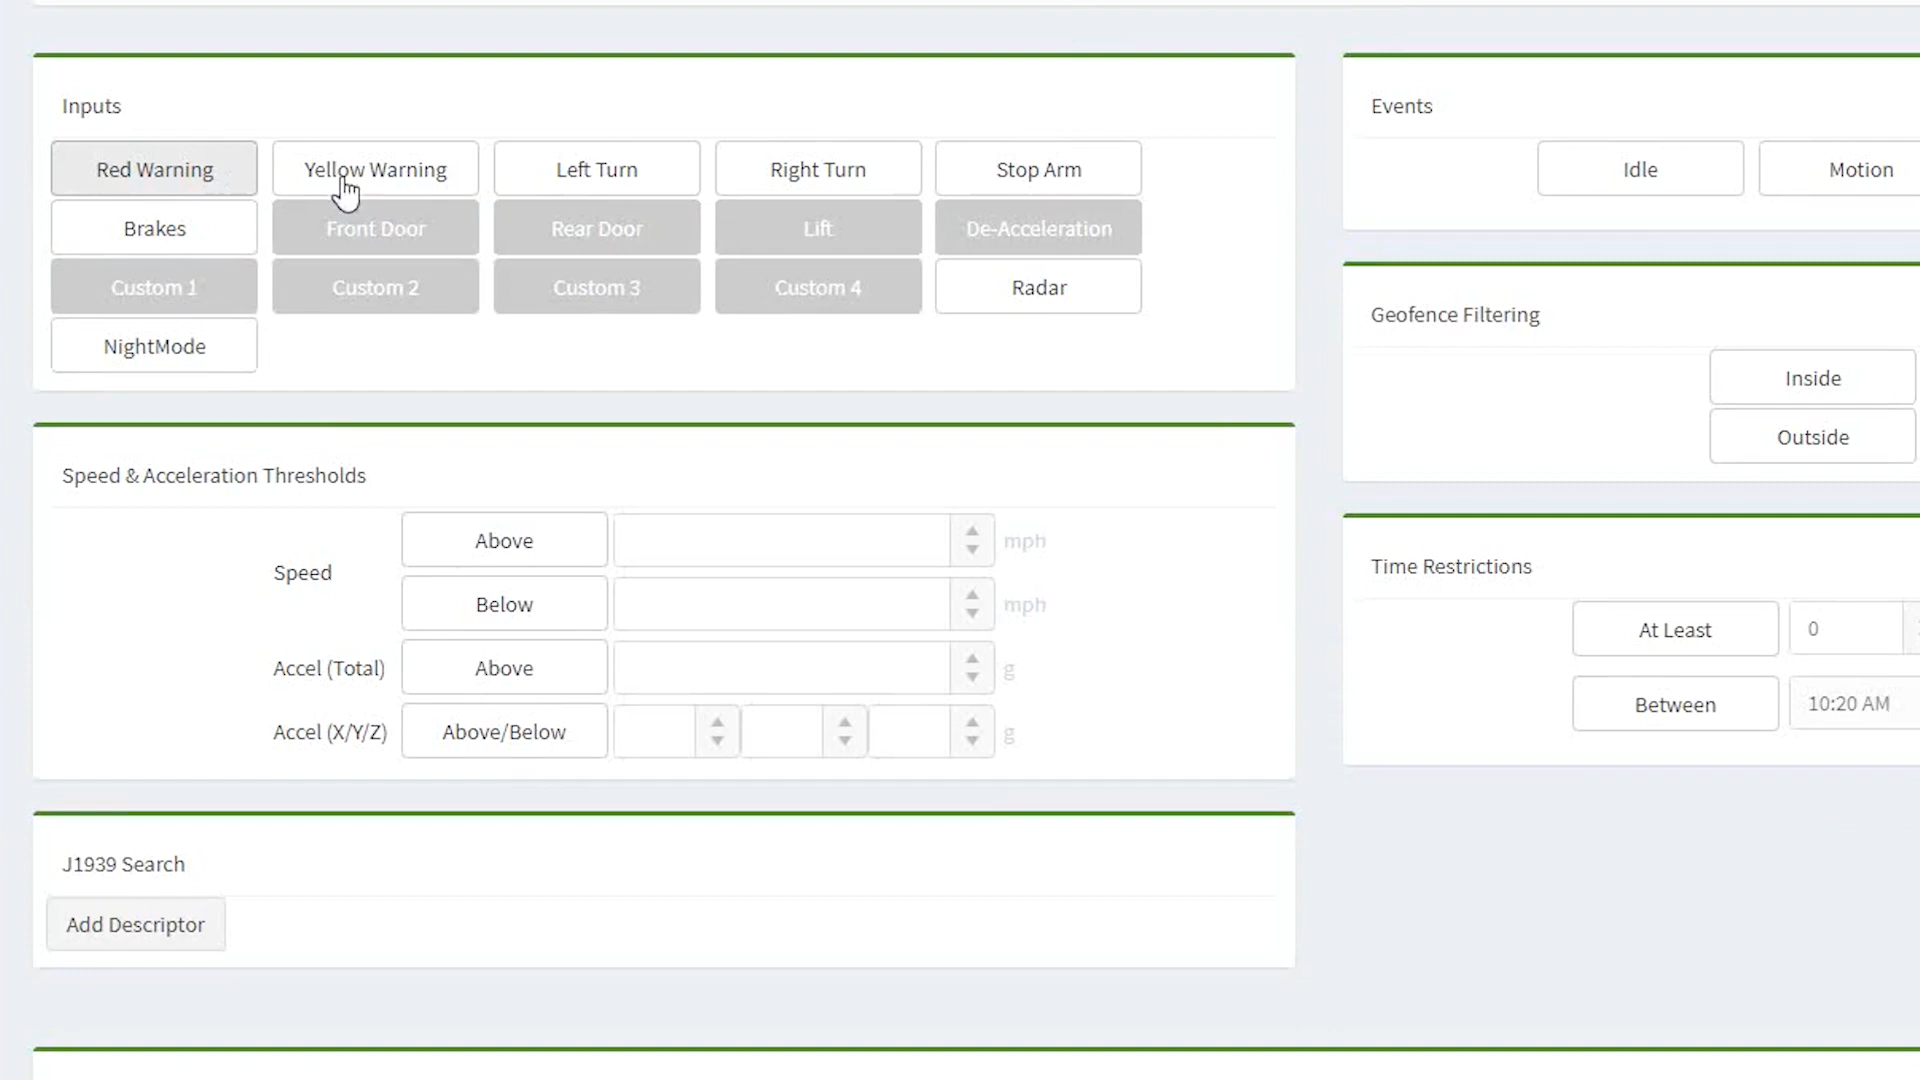 Inputs
Red Warning
Yellow Warning
Left Turn
Right Turn
Stop Arm
Brakes
Front Door
Rear Door
Lift
De-Acceleration
Custom 1
Custom 2
Custom 3
Custom 4
Radar
NightMode
Speed & Acceleration Thresholds
Speed
Above
mph
Below
mph
Accel (Total)
Above
g
Accel (X/Y/Z)
Above/Below
g
J1939 Search
Add Descriptor
Events
Idle
Motion
Geofence Filtering
Inside
Outside
Time Restrictions
At Least
0
Between
10:20 AM